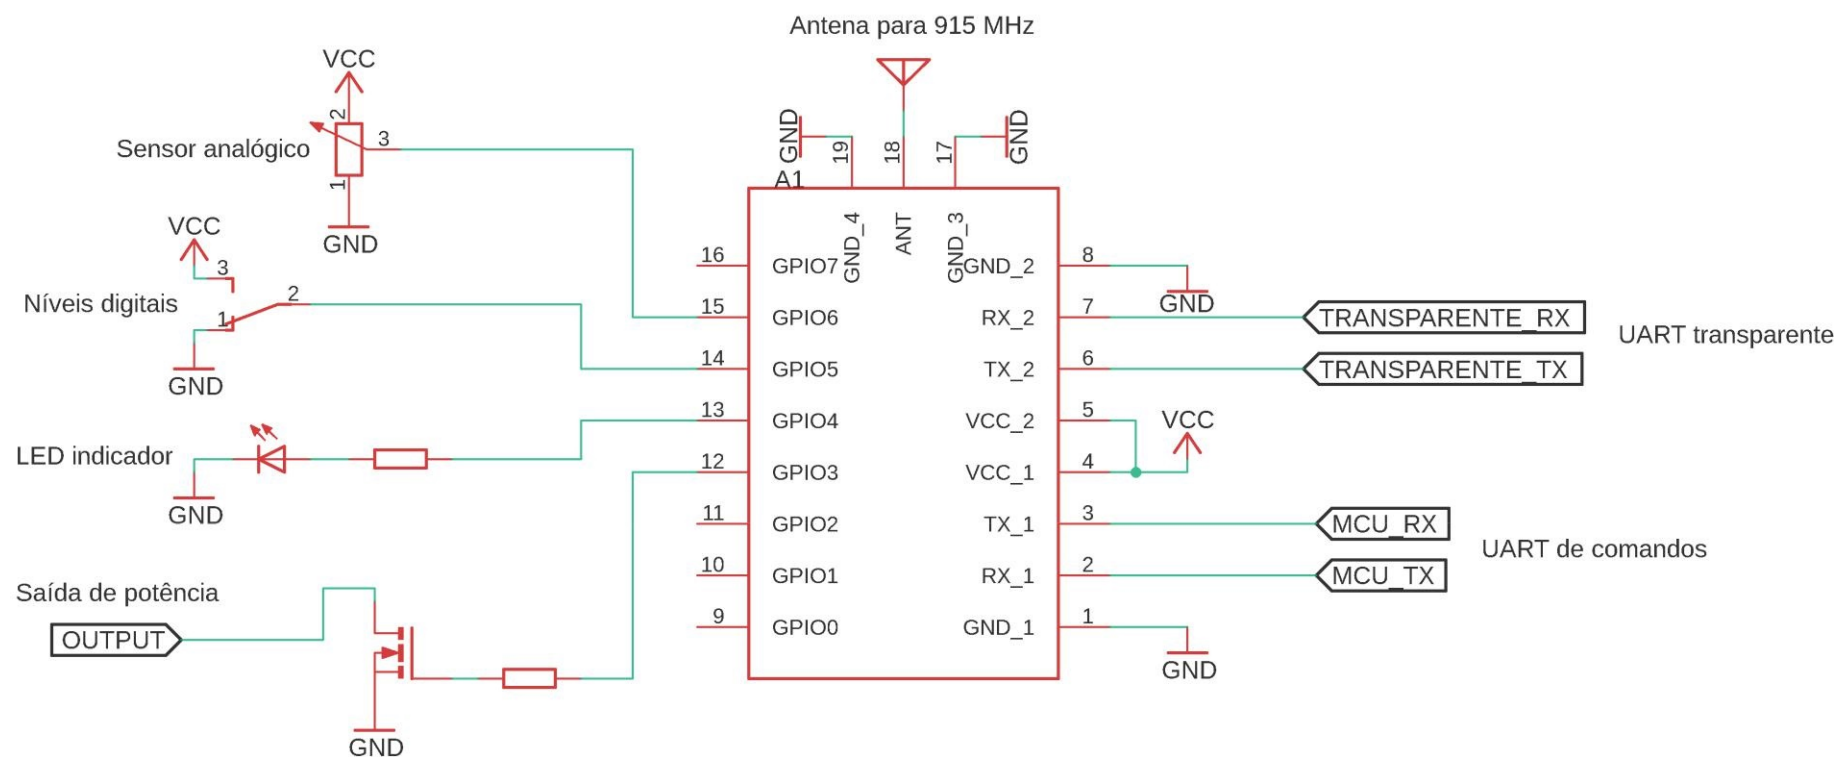 Antena para 915 MHz
VCC
2
Sensor analógico
3
1
GND
VCC
3
Níveis digitais
2
1
GND
LED indicador
GND
Saída de potência
OUTPUT
GND
GND
19
18
17
GND
A1
GND_4
ANT
GND_3
16
GPIO7
15
GPIO6
14
GPIO5
13
GPIO4
12
GPIO3
11
GPIO2
10
GPIO1
9
GPIO0
GND_2
8
GND
RX_2
7
TRANSPARENTE_RX
UART transparente
TX_2
6
TRANSPARENTE_TX
VCC_2
5
VCC
VCC_1
4
TX_1
3
MCU_RX
UART de comandos
RX_1
2
MCU_TX
GND_1
1
GND